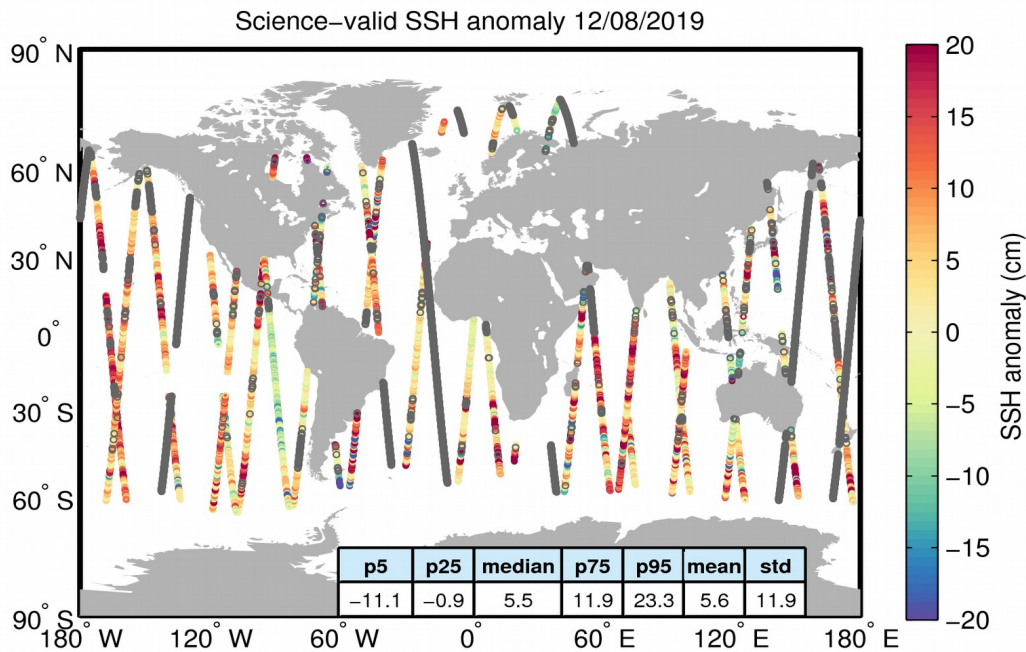 Science−valid SSH anomaly 12/08/2019
90° N
60° N
30° N
0°
30° S
60° S
90° S
180° W
120° W
60° W
0°
60° E
120° E
180° E
p5 p25 median p75 p95 mean std
−11.1 −0.9 5.5 11.9 23.3 5.6 11.9
20
15
10
5
0
−5
−10
−15
−20
SSH anomaly (cm)